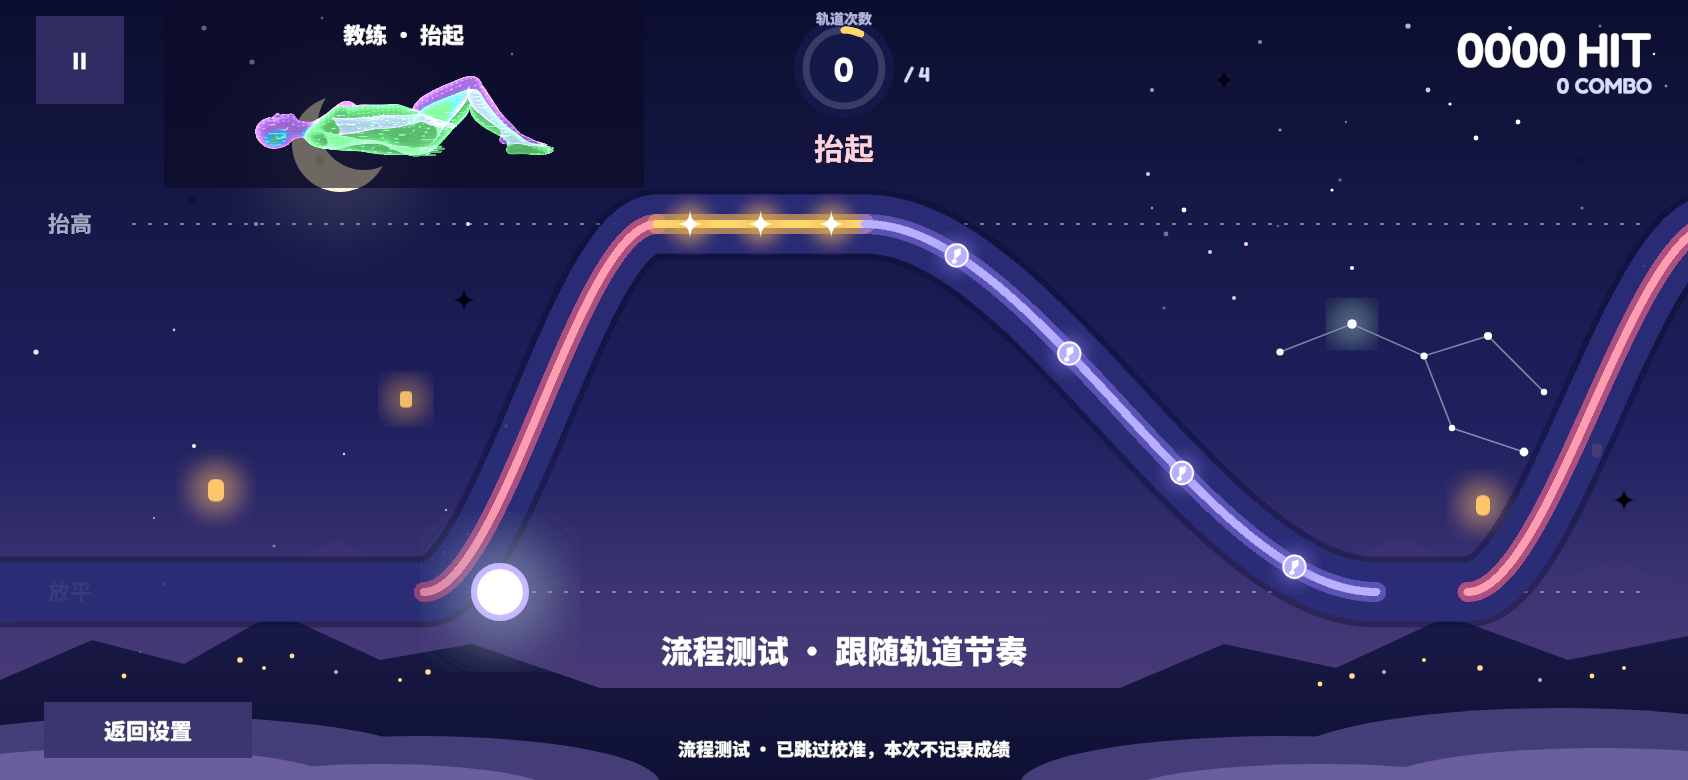 教练 · 抬起
轨道次数
0
/ 4
抬起
0000 HIT
0 COMBO
抬高
放平
流程测试 · 跟随轨道节奏
返回设置
流程测试 · 已跳过校准，本次不记录成绩